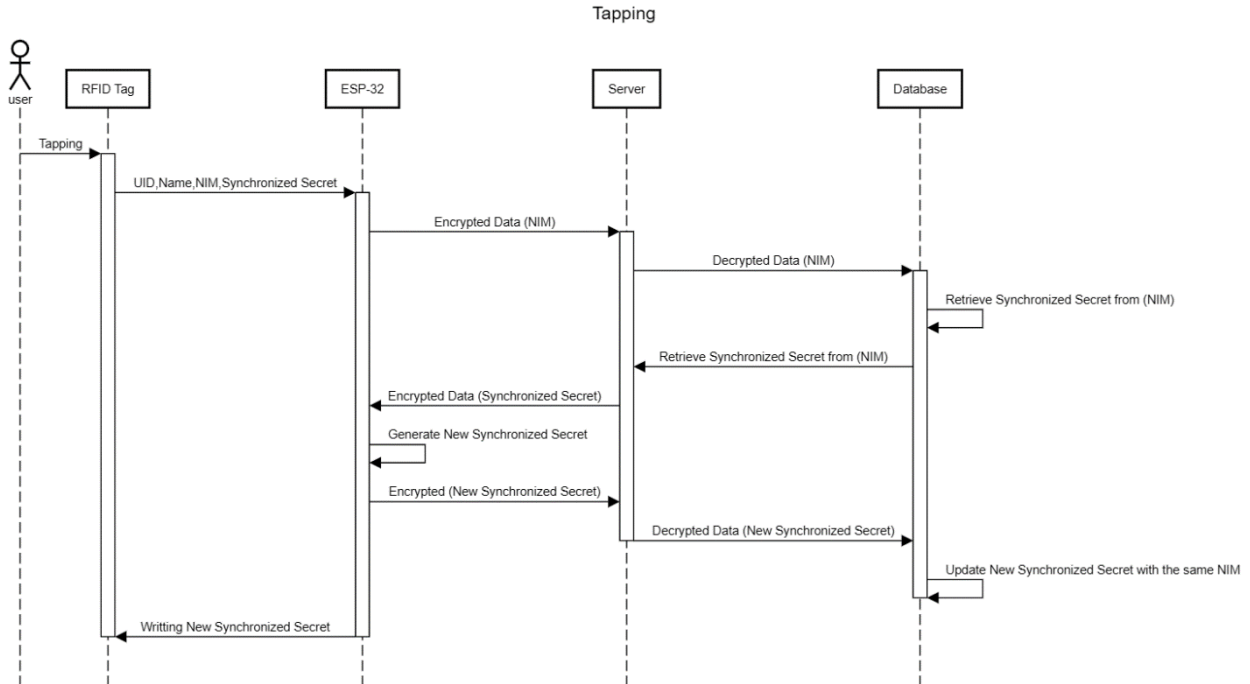 Tapping
user
RFID Tag
ESP-32
Server
Database
Tapping
UID,Name,NIM,Synchronized Secret
Encrypted Data (NIM)
Decrypted Data (NIM)
Retrieve Synchronized Secret from (NIM)
Retrieve Synchronized Secret from (NIM)
Encrypted Data (Synchronized Secret)
Generate New Synchronized Secret
Encrypted (New Synchronized Secret)
Decrypted Data (New Synchronized Secret)
Update New Synchronized Secret with the same NIM
Writting New Synchronized Secret